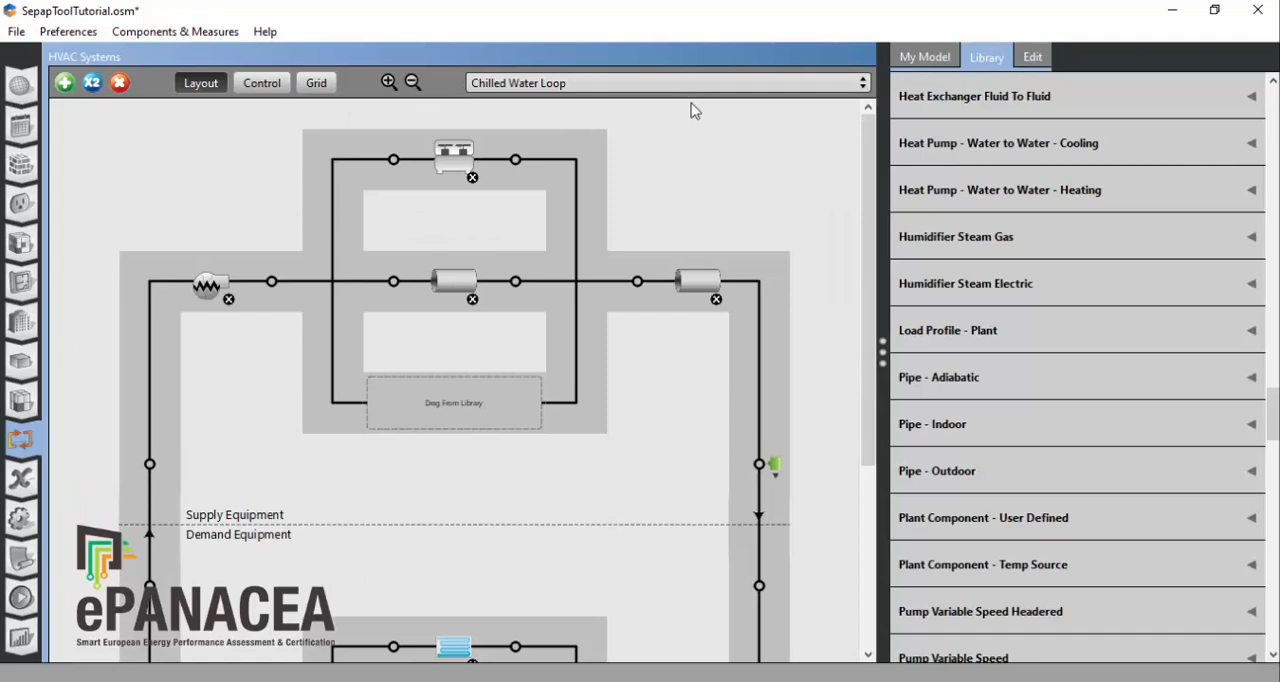 SepapToolTutorial.osm*
File Preferences Components & Measures Help
HVAC Systems
My Model Library Edit
X2 Layout Control Grid Chilled Water Loop
Heat Exchanger Fluid To Fluid
Heat Pump - Water to Water - Cooling
Heat Pump - Water to Water - Heating
Humidifier Steam Gas
Humidifier Steam Electric
Load Profile - Plant
Pipe - Adiabatic
Pipe - Indoor
Pipe - Outdoor
Plant Component - User Defined
Plant Component - Temp Source
Pump Variable Speed Headered
Pump Variable Speed
Drag From Library
Supply Equipment
Demand Equipment
ePANACEA
Smart European Energy Performance Assessment & Certification